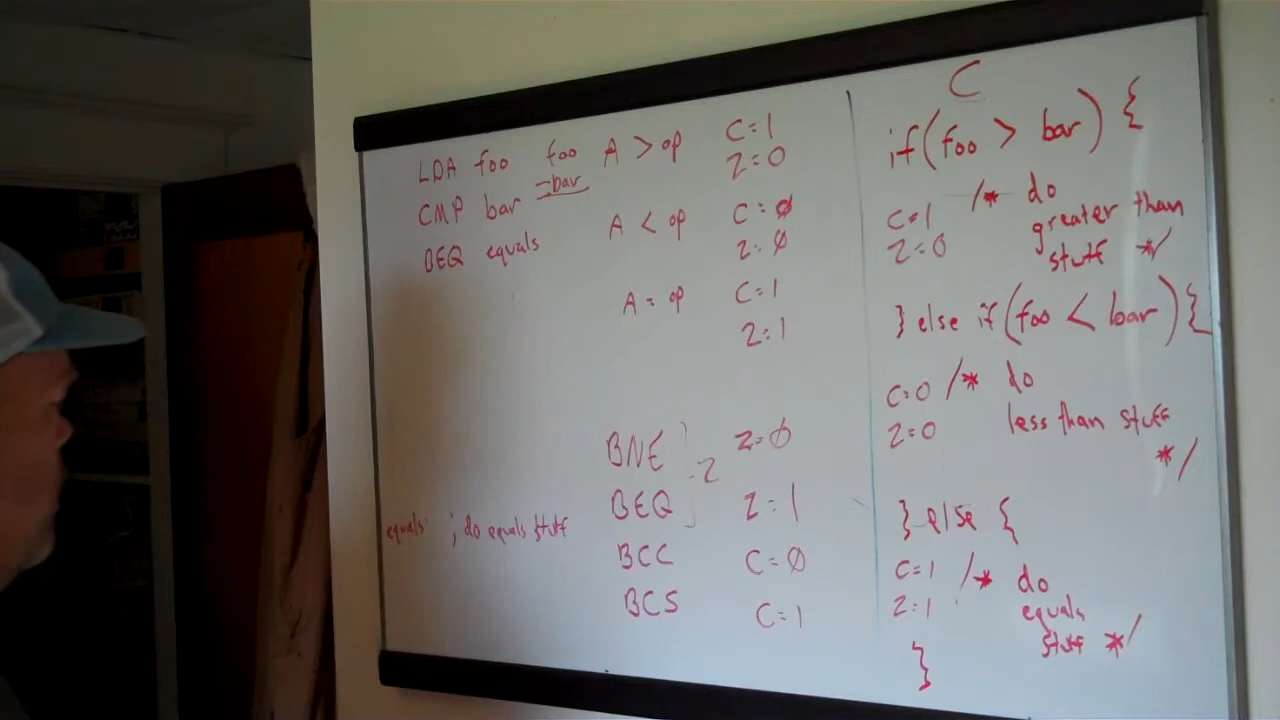 LDA foo foo A > op C=1
Z=0
CMP bar =bar
A < op C=0
Z=0
BEQ equals
A = op C=1
Z=1
BNE Z=0
-Z
BEQ Z=1
equals ; do equals stuff
BCC C=0
BCS C=1
C
if(foo > bar) {
C=1 /* do
Z=0 greater than
stuff */
} else if(foo < bar){
C=0 /* do
Z=0 less than stuff
*/
} else {
C=1 /* do
Z=1 equals
stuff */
}